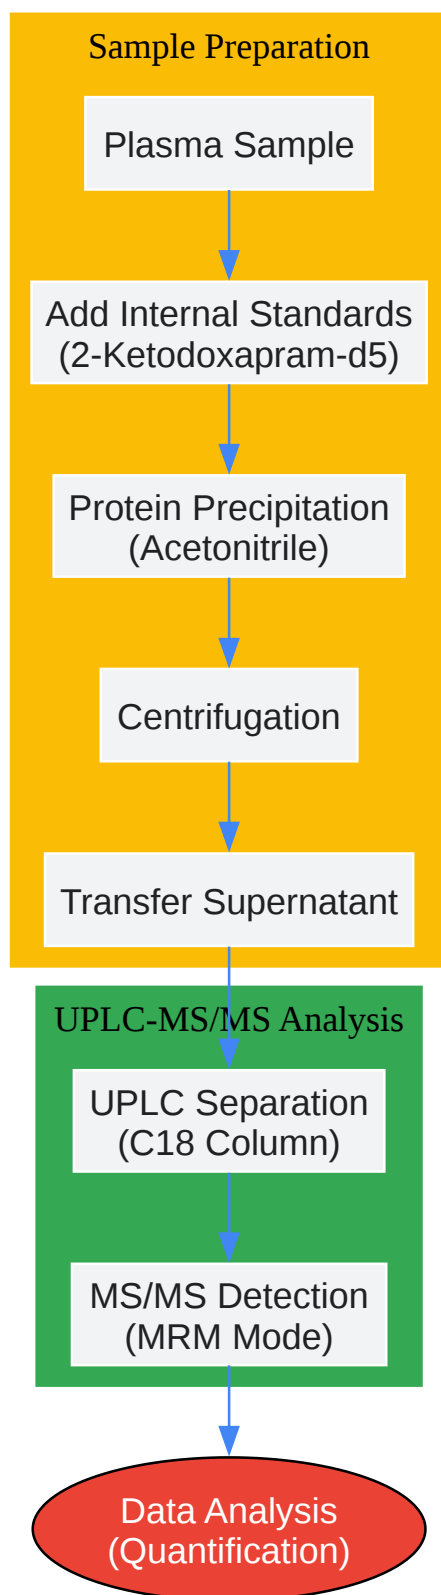 Sample Preparation
Plasma Sample
Add Internal Standards
(2-Ketodoxapram-d5)
Protein Precipitation
(Acetonitrile)
Centrifugation
Transfer Supernatant
UPLC-MS/MS Analysis
UPLC Separation
(C18 Column)
MS/MS Detection
(MRM Mode)
Data Analysis
(Quantification)